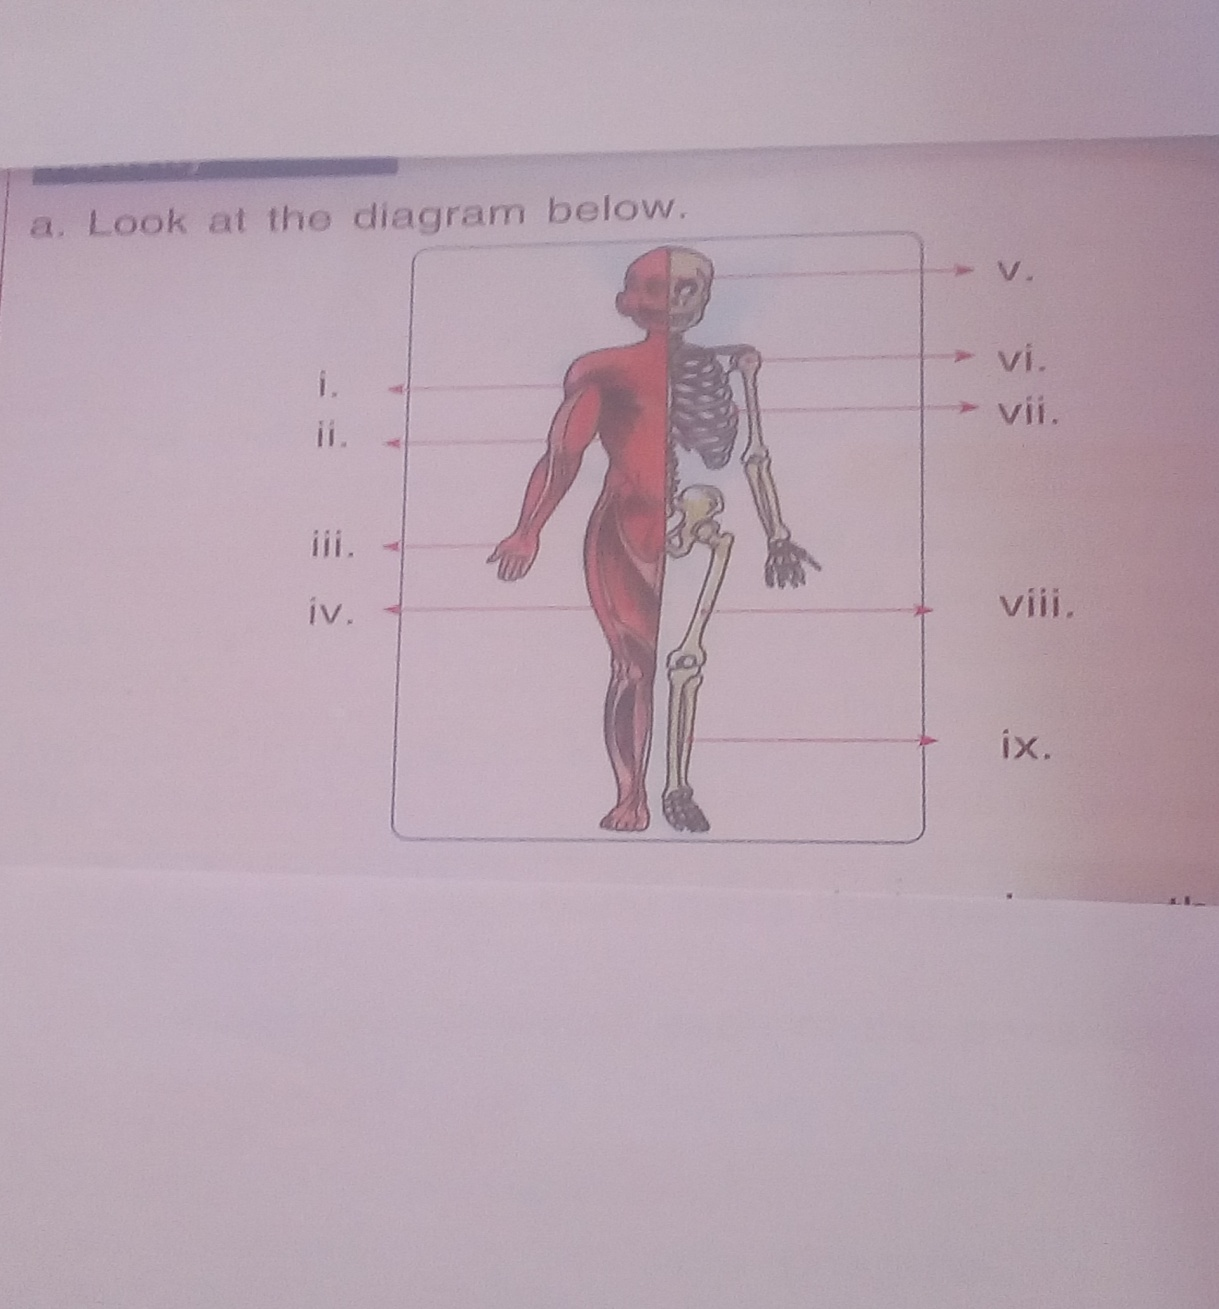 a. Look at the diagram below.
v.
vi.
i.
vii.
ii.
iii.
iv.
viii.
ix.